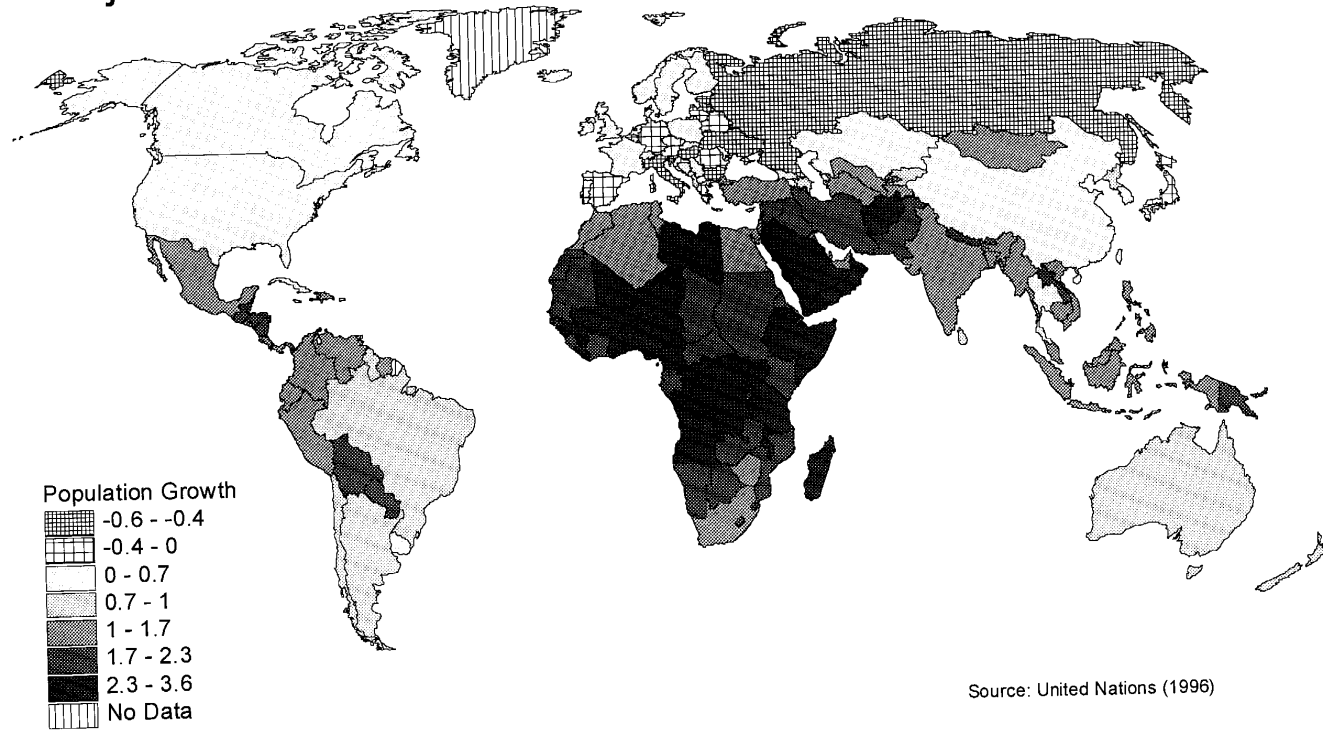 Population Growth
-0.6 - -0.4
-0.4 - 0
0 - 0.7
0.7 - 1
1 - 1.7
1.7 - 2.3
2.3 - 3.6
No Data
Source: United Nations (1996)